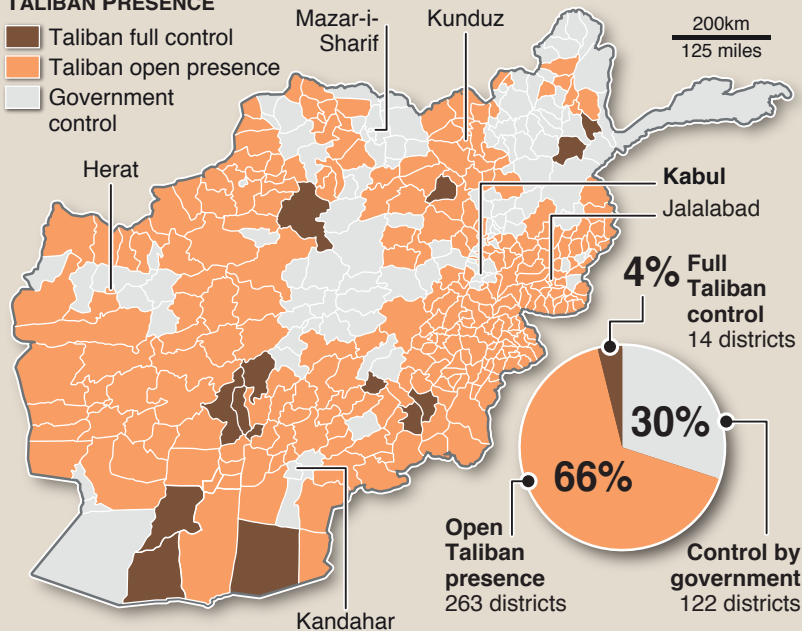 TALIBAN PRESENCE
Taliban full control
Taliban open presence
Government
control
Mazar-i-
Sharif
Kunduz
200km
125 miles
Herat
Kabul
Jalalabad
4% Full
Taliban
control
14 districts
30%
66%
Open
Taliban
presence
263 districts
Control by
government
122 districts
Kandahar